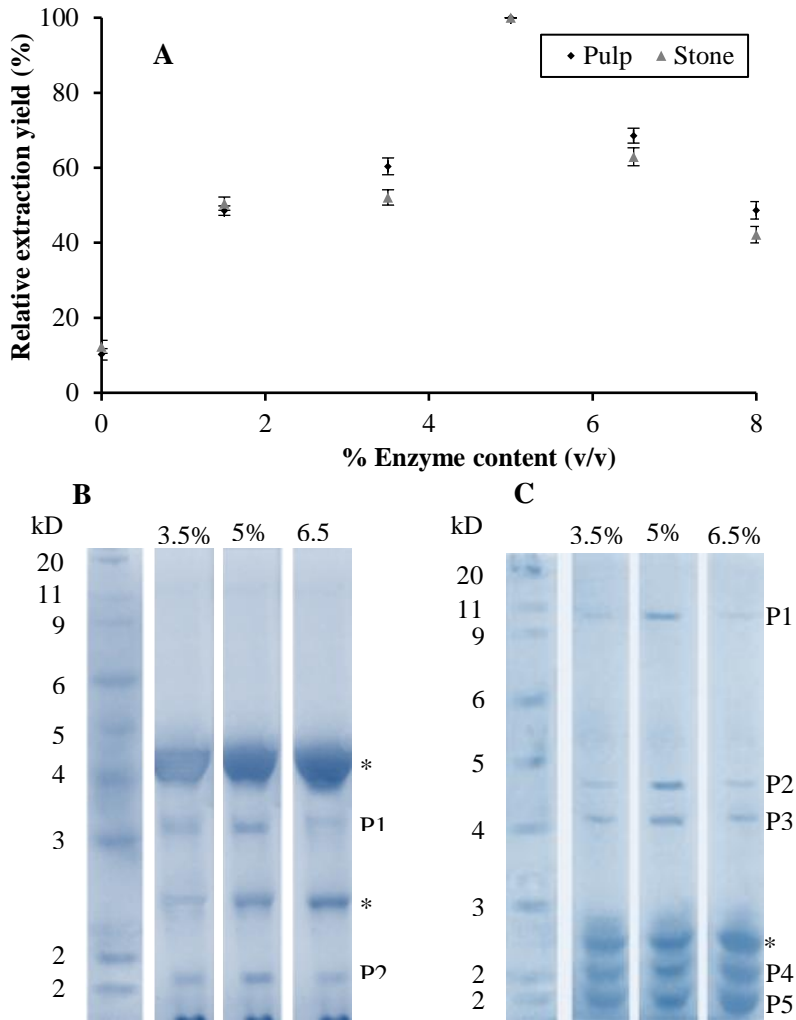 100
80
60
40
20
0
Relative extraction yield (%)
A
Pulp Stone
0 2 4 6 8
% Enzyme content (v/v)
B
kD
3.5% 5% 6.5
20
11
9
6
5
4
3
2
2
*
P1
*
P2
C
kD
3.5% 5% 6.5%
20
11
9
6
5
4
3
2
2
P1
P2
P3
*
P4
P5